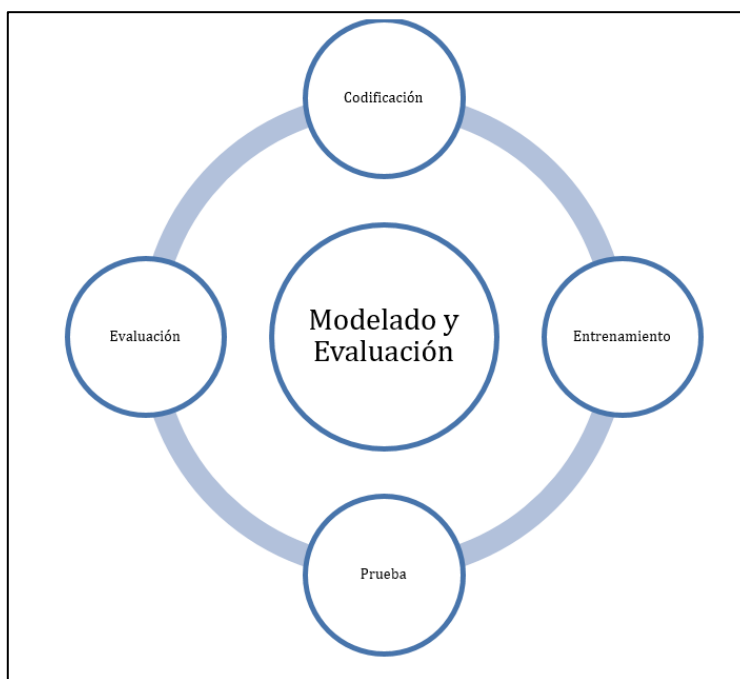 Codificación
Evaluación
Modelado y
Evaluación
Entrenamiento
Prueba